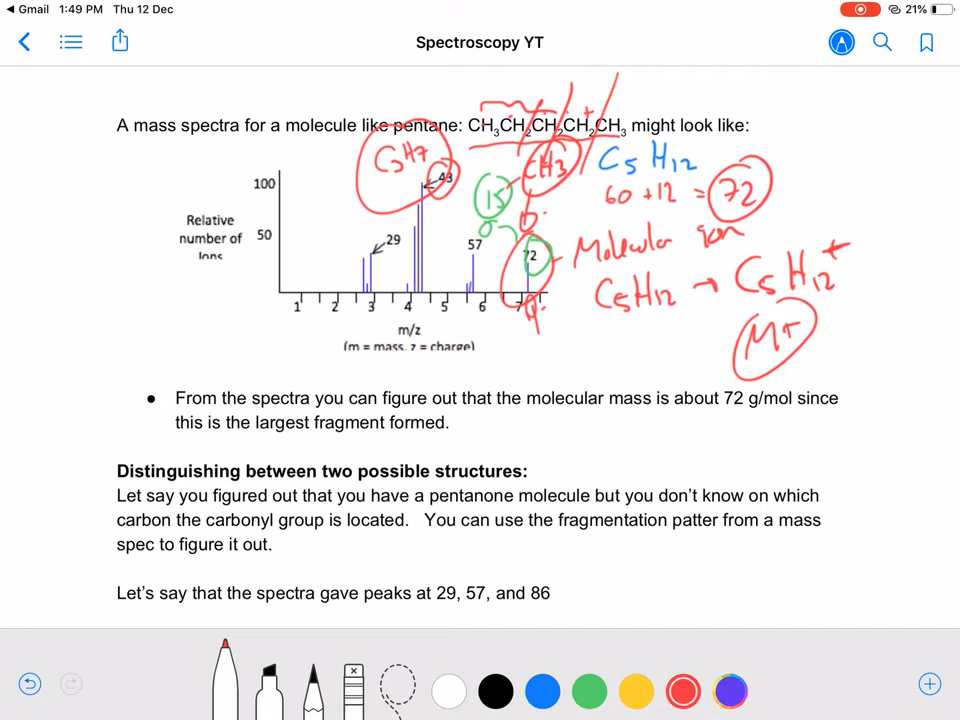 Gmail 1:49 PM Thu 12 Dec 21%
Spectroscopy YT
A mass spectra for a molecule like pentane: CH3CH2CH2CH2CH3 might look like:
C3H7
CH3
C5H12
100
43
15
60 +12 = 72
Relative
number of
Ions
50
29
57
72
Molecular ion
C5H12 → C5H12+
M+
1 2 3 4 5 6 7
m/z
(m = mass, z = charge)
● From the spectra you can figure out that the molecular mass is about 72 g/mol since
this is the largest fragment formed.
Distinguishing between two possible structures:
Let say you figured out that you have a pentanone molecule but you don't know on which
carbon the carbonyl group is located. You can use the fragmentation patter from a mass
spec to figure it out.
Let's say that the spectra gave peaks at 29, 57, and 86